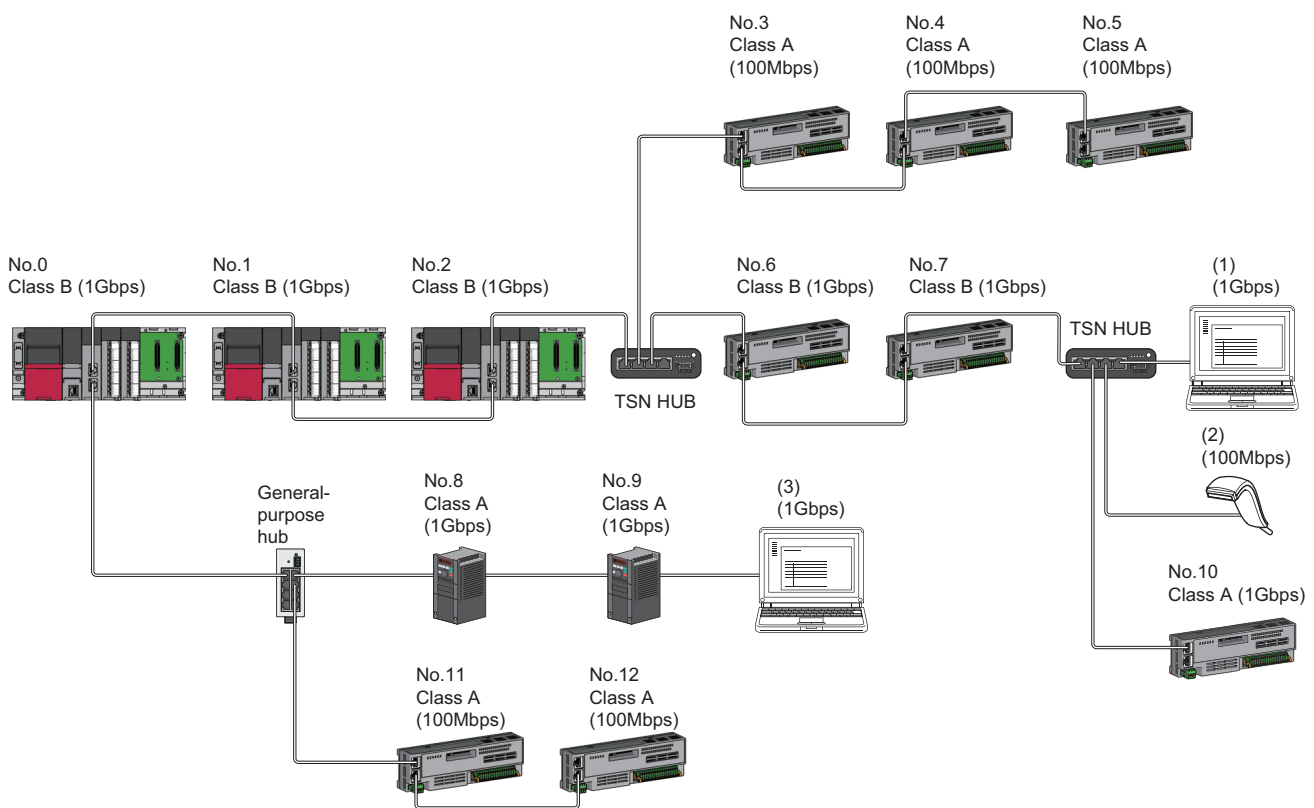 No.3
Class A
(100Mbps)
No.4
Class A
(100Mbps)
No.5
Class A
(100Mbps)
No.0
Class B (1Gbps)
No.1
Class B (1Gbps)
No.2
Class B (1Gbps)
No.6
Class B (1Gbps)
No.7
Class B (1Gbps)
(1)
(1Gbps)
TSN HUB
TSN HUB
(2)
(100Mbps)
General-
purpose
hub
No.8
Class A
(1Gbps)
No.9
Class A
(1Gbps)
(3)
(1Gbps)
No.10
Class A (1Gbps)
No.11
Class A
(100Mbps)
No.12
Class A
(100Mbps)